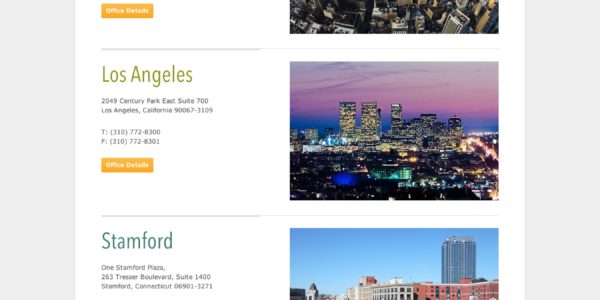 Office Details
Los Angeles
2049 Century Park East Suite 700
Los Angeles, California 90067-3109
T: (310) 772-8300
F: (310) 772-8301
Office Details
Stamford
One Stamford Plaza,
263 Tresser Boulevard, Suite 1400
Stamford, Connecticut 06901-3271